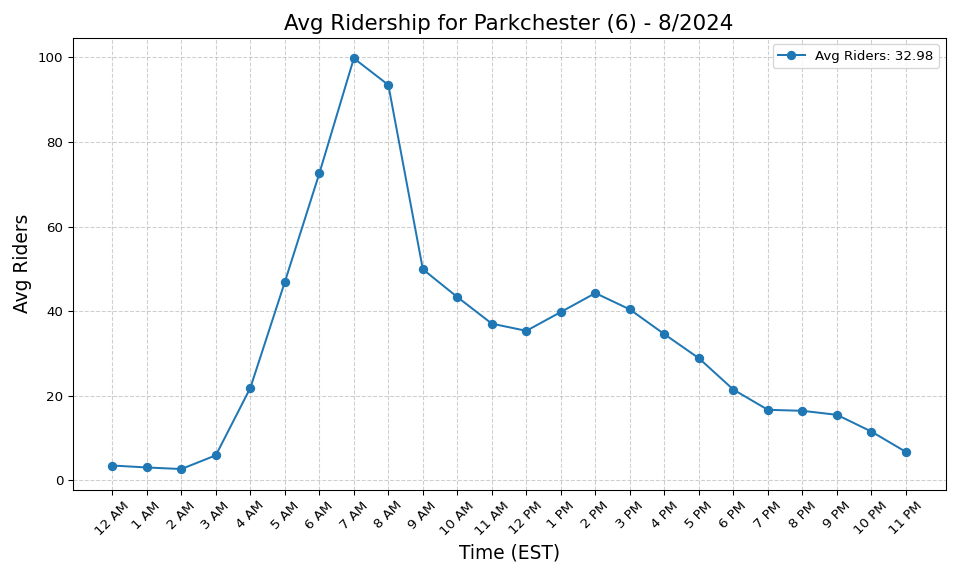 Avg Ridership for Parkchester (6) - 8/2024
Avg Riders: 32.98
Avg Riders
100
80
60
40
20
0
12 AM
1 AM
2 AM
3 AM
4 AM
5 AM
6 AM
7 AM
8 AM
9 AM
10 AM
11 AM
12 PM
1 PM
2 PM
3 PM
4 PM
5 PM
6 PM
7 PM
8 PM
9 PM
10 PM
11 PM
Time (EST)